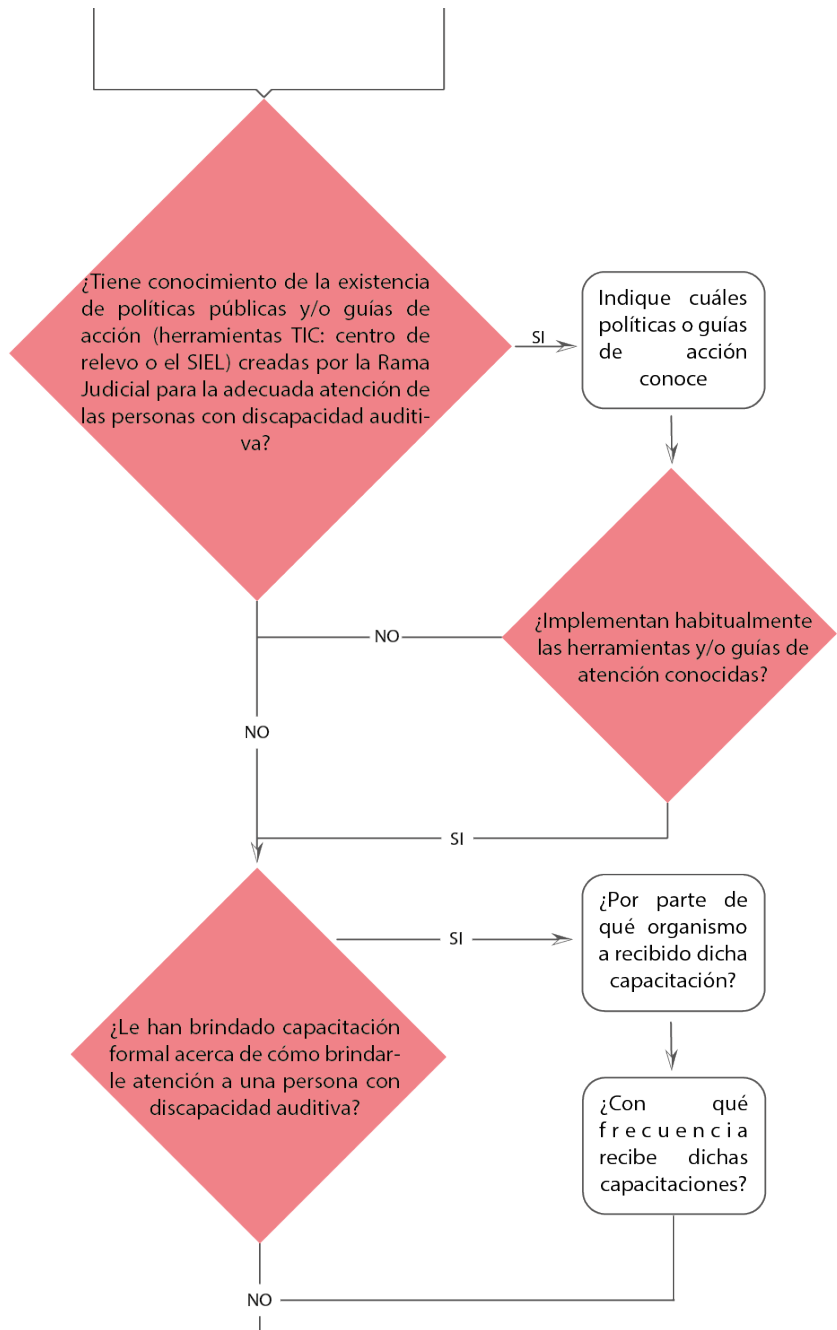 ¿Tiene conocimiento de la existencia
de políticas públicas y/o guías de
acción (herramientas TIC: centro de
relevo o el SIEL) creadas por la Rama
Judicial para la adecuada atención de
las personas con discapacidad auditi-
va?
SI
Indique cuáles
políticas o guías
de acción
conoce
¿Implementan habitualmente
las herramientas y/o guías de
atención conocidas?
NO
NO
SI
¿Le han brindado capacitación
formal acerca de cómo brindar-
le atención a una persona con
discapacidad auditiva?
SI
¿Por parte de
qué organismo
a recibido dicha
capacitación?
¿Con qué
frecuencia
recibe dichas
capacitaciones?
NO